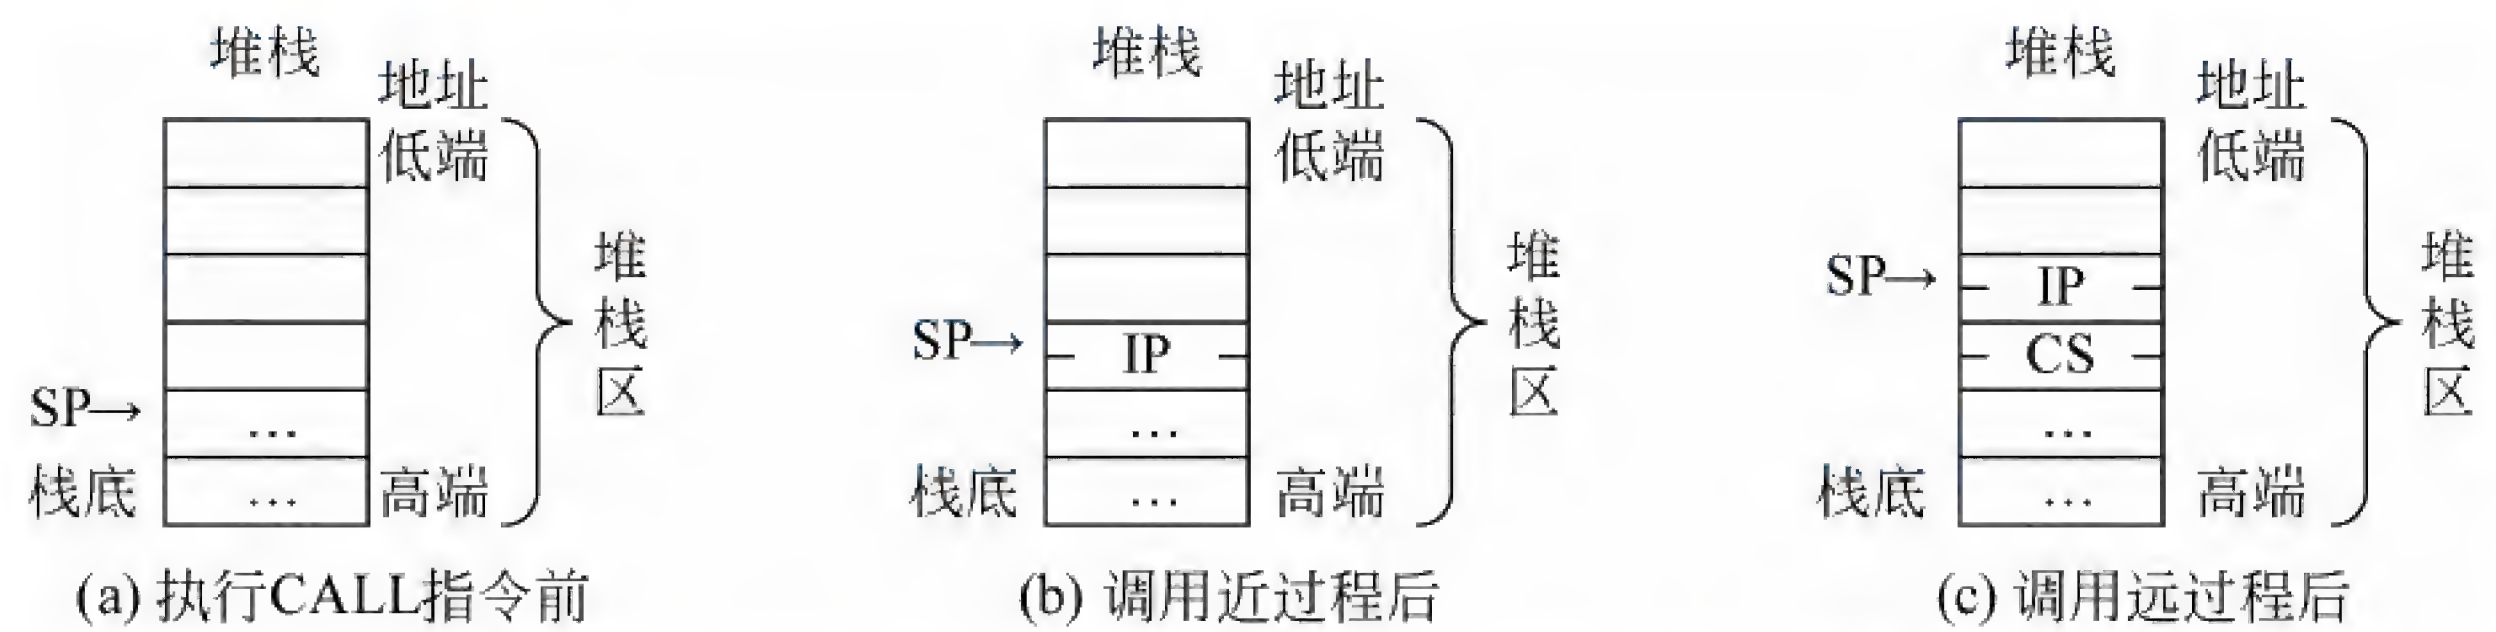 堆栈
地址
低端
堆
栈
区
SP→
…
栈底
…
高端
(a) 执行CALL指令前
堆栈
地址
低端
堆
栈
区
SP→
IP
…
栈底
…
高端
(b) 调用近过程后
堆栈
地址
低端
堆
栈
区
SP→
IP
CS
…
栈底
…
高端
(c) 调用远过程后